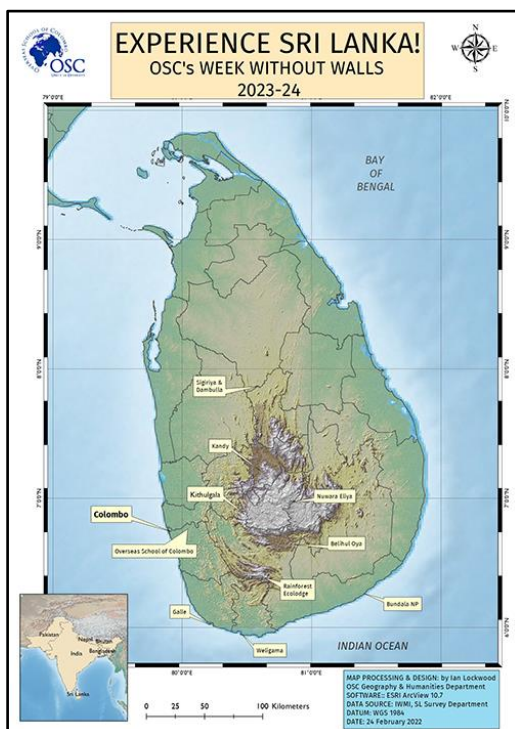 OVERSEAS SCHOOL OF COLOMBO
OSC
EXPERIENCE SRI LANKA!
OSC's WEEK WITHOUT WALLS
2023-24
N
W
E
S
79°0'0"E
82°0'0"E
BAY
OF
BENGAL
Sigiriya & Dambulla
Kandy
Kithulgala
Nuwara Eliya
Colombo
Overseas School of Colombo
Belihul Oya
Rainforest
Ecolodge
Bundala NP
Galle
Weligama
INDIAN OCEAN
80°0'0"E
81°0'0"E
Pakistan
Nepal
Bhutan
India
Bangladesh
Sri Lanka
0
25
50
100 Kilometers
MAP PROCESSING & DESIGN: by Ian Lockwood
OSC Geography & Humanities Department
SOFTWARE:: ESRI ArcView 10.7
DATA SOURCE: IWMI, SL Survey Department
DATUM: WGS 1984
DATE: 24 February 2022